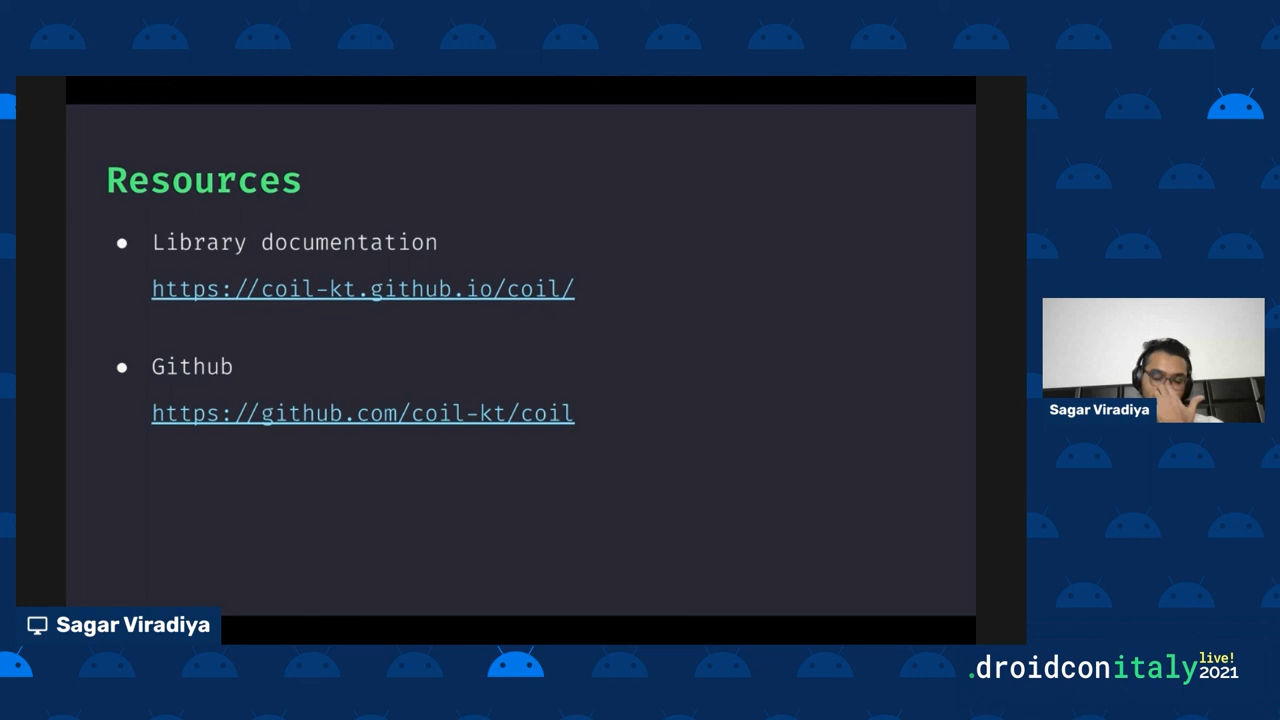 Resources
● Library documentation
https://coil-kt.github.io/coil/
● Github
https://github.com/coil-kt/coil
Sagar Viradiya
Sagar Viradiya
.droidconitaly live! 2021